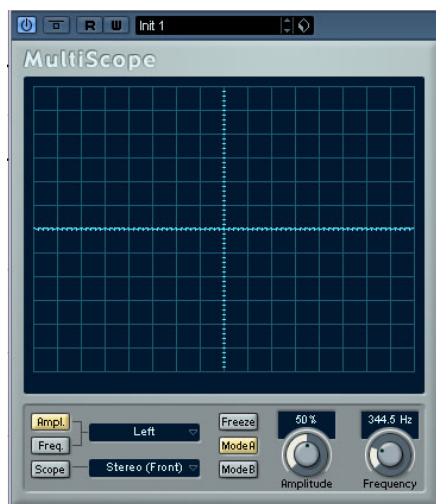 R W Init 1
MultiScope
Ampl.
Freq.
Scope
Left
Stereo (Front)
Freeze
Mode A
Mode B
50 %
Amplitude
344.5 Hz
Frequency